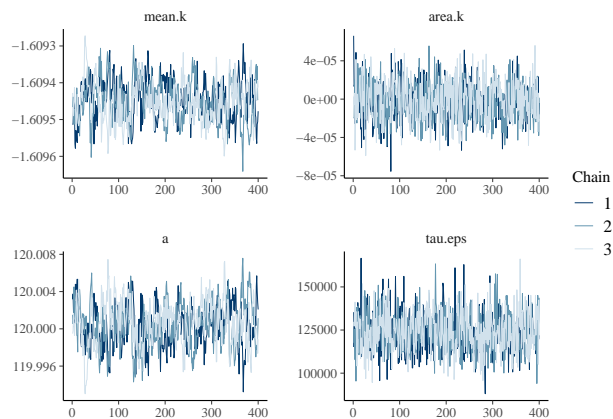 mean.k
area.k
−1.6093
−1.6094
−1.6095
−1.6096
4e−05
0e+00
−4e−05
−8e−05
0 100 200 300 400
0 100 200 300 400
a
tau.eps
120.008
120.004
120.000
119.996
150000
125000
100000
0 100 200 300 400
0 100 200 300 400
Chain
1
2
3